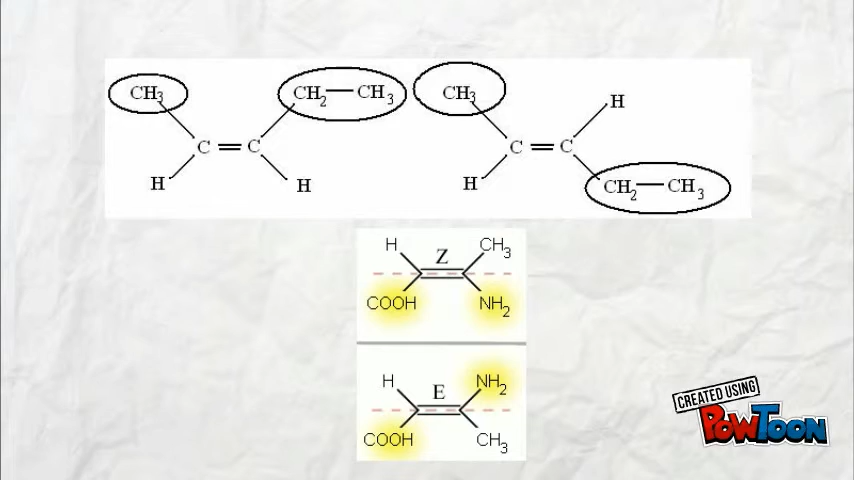 CH3 CH2 CH3
C C
H H
CH3 H
C C
H CH2 CH3
H Z CH3
COOH NH2
H E NH2
COOH CH3
CREATED USING
POWTOON